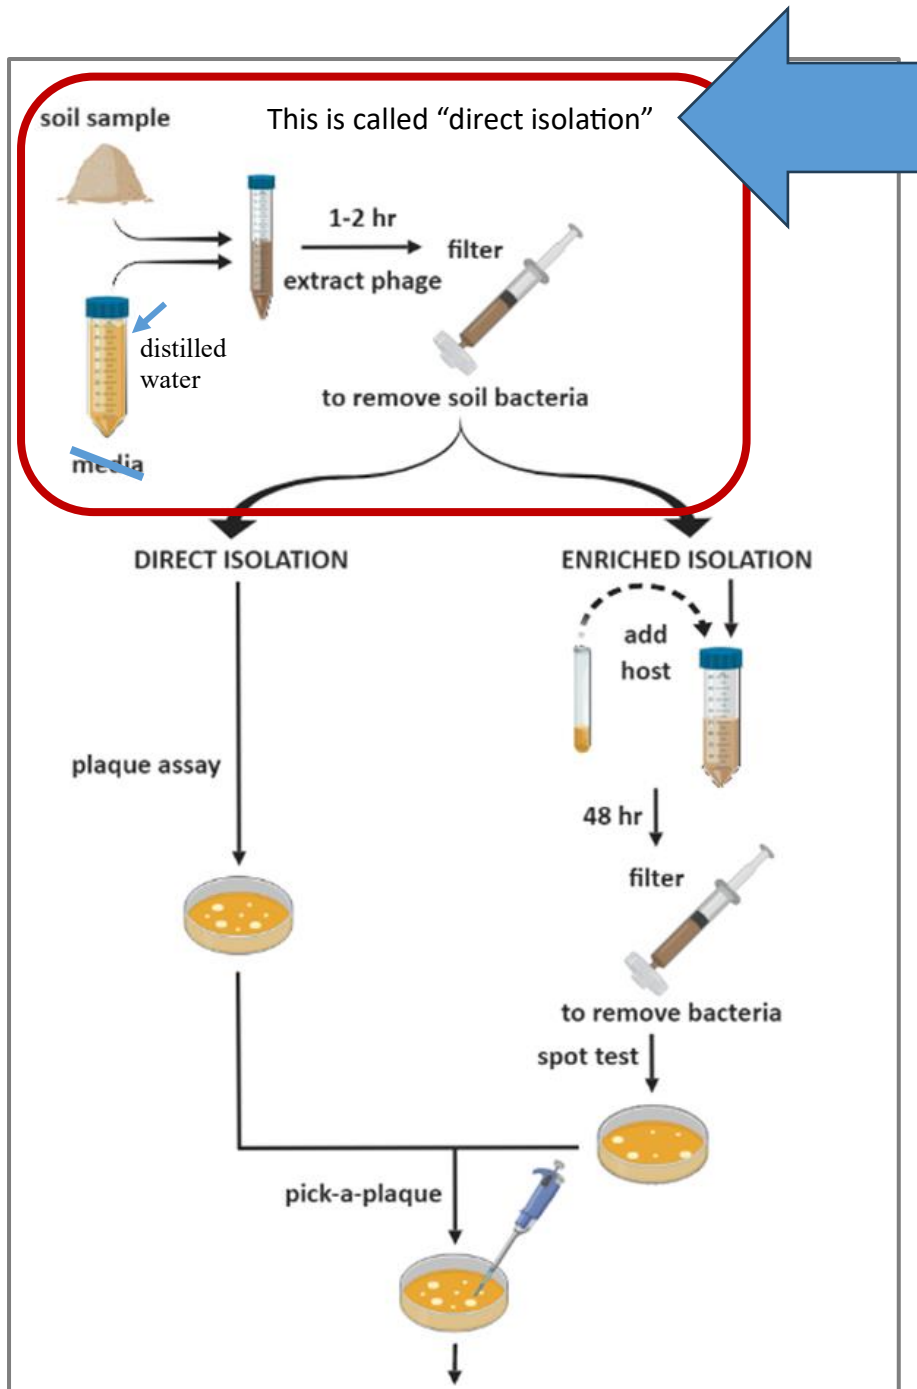 soil sample
This is called “direct isolation”
1-2 hr
extract phage
filter
distilled
water
media
to remove soil bacteria
DIRECT ISOLATION
ENRICHED ISOLATION
add
host
plaque assay
48 hr
filter
to remove bacteria
spot test
pick-a-plaque